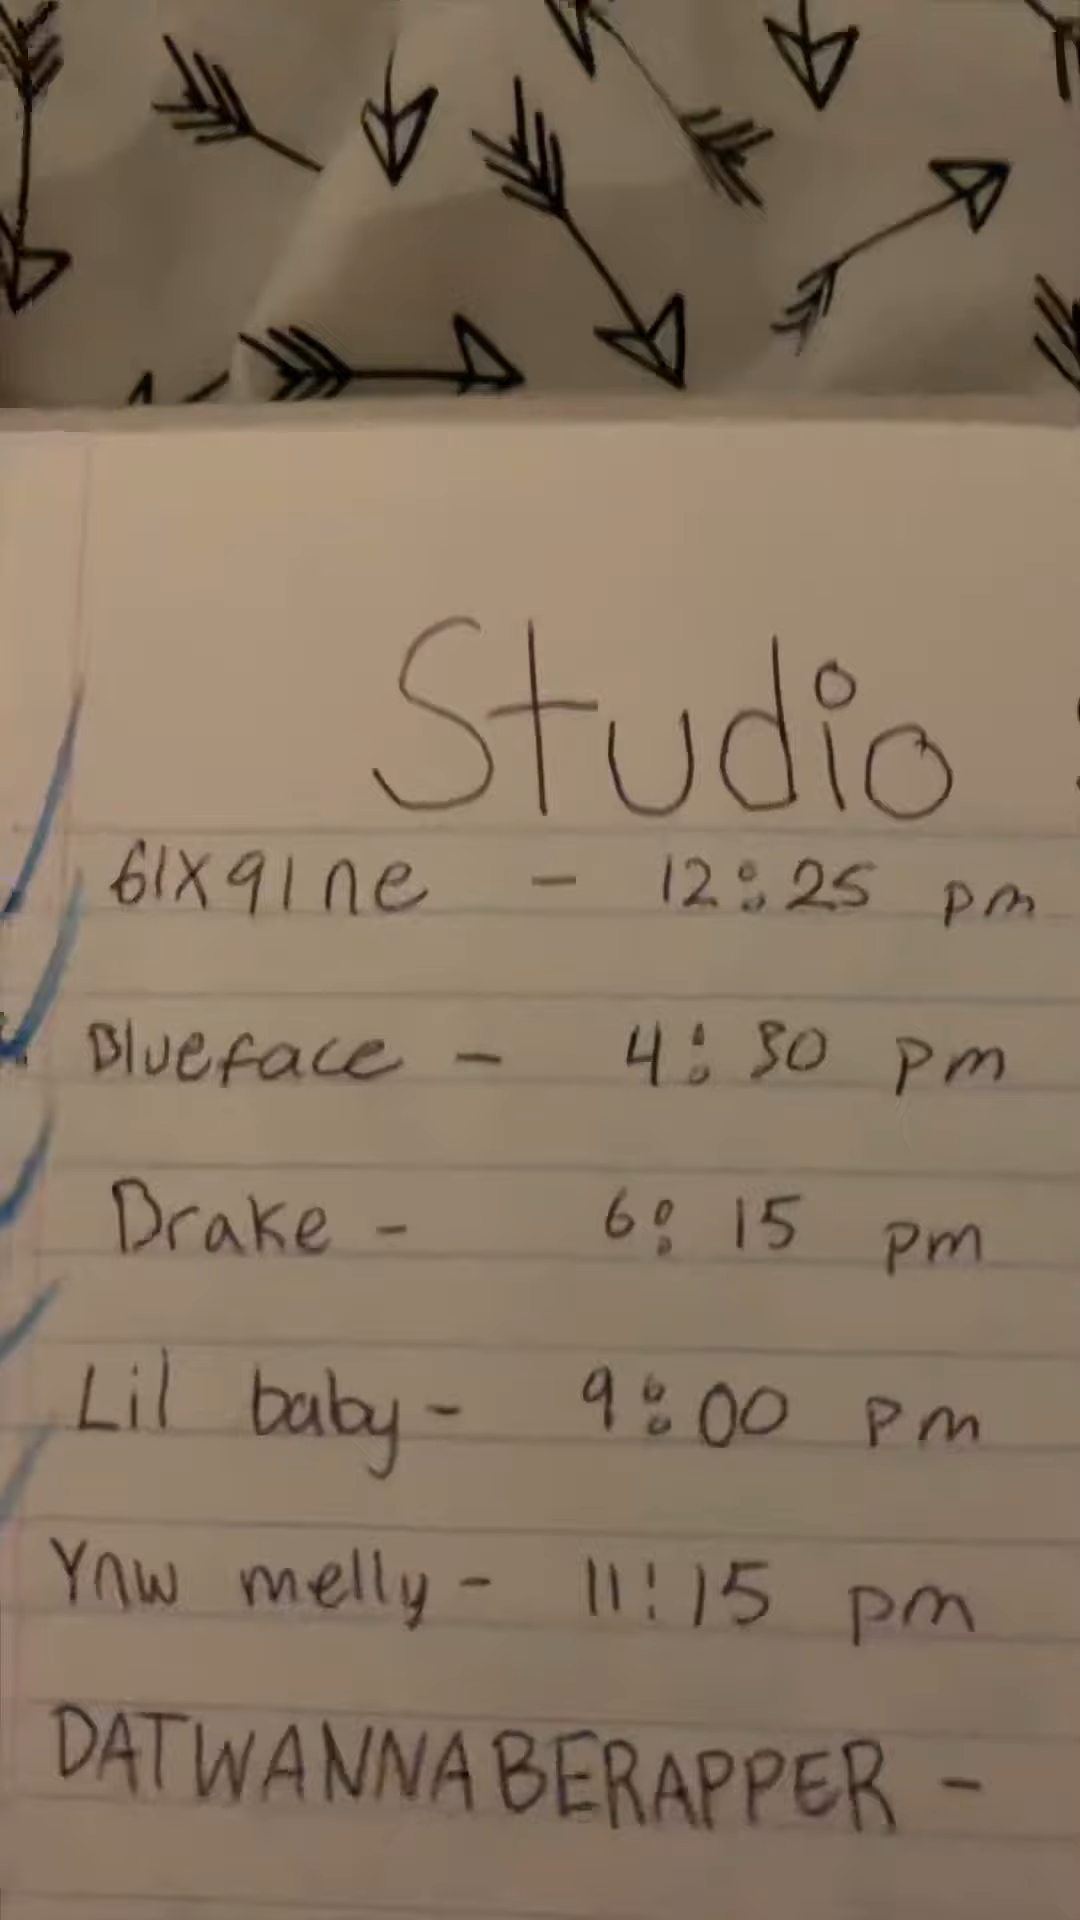 Studio
6IX9INE - 12:25 pm
Blueface - 4:30 pm
Drake - 6:15 pm
Lil baby - 9:00 pm
Ynw melly - 11:15 pm
DATWANNABERAPPER -